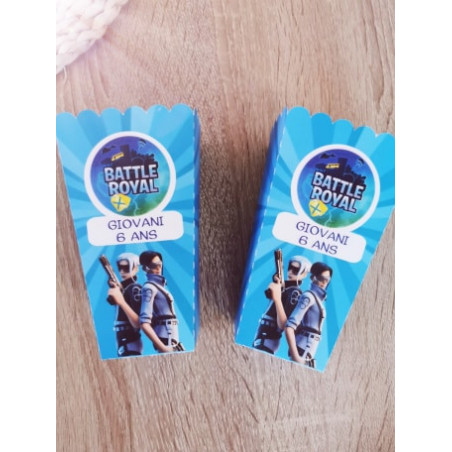 BATTLE
ROYAL
GIOVANI
6 ANS
BATTLE
ROYAL
GIOVANI
6 ANS